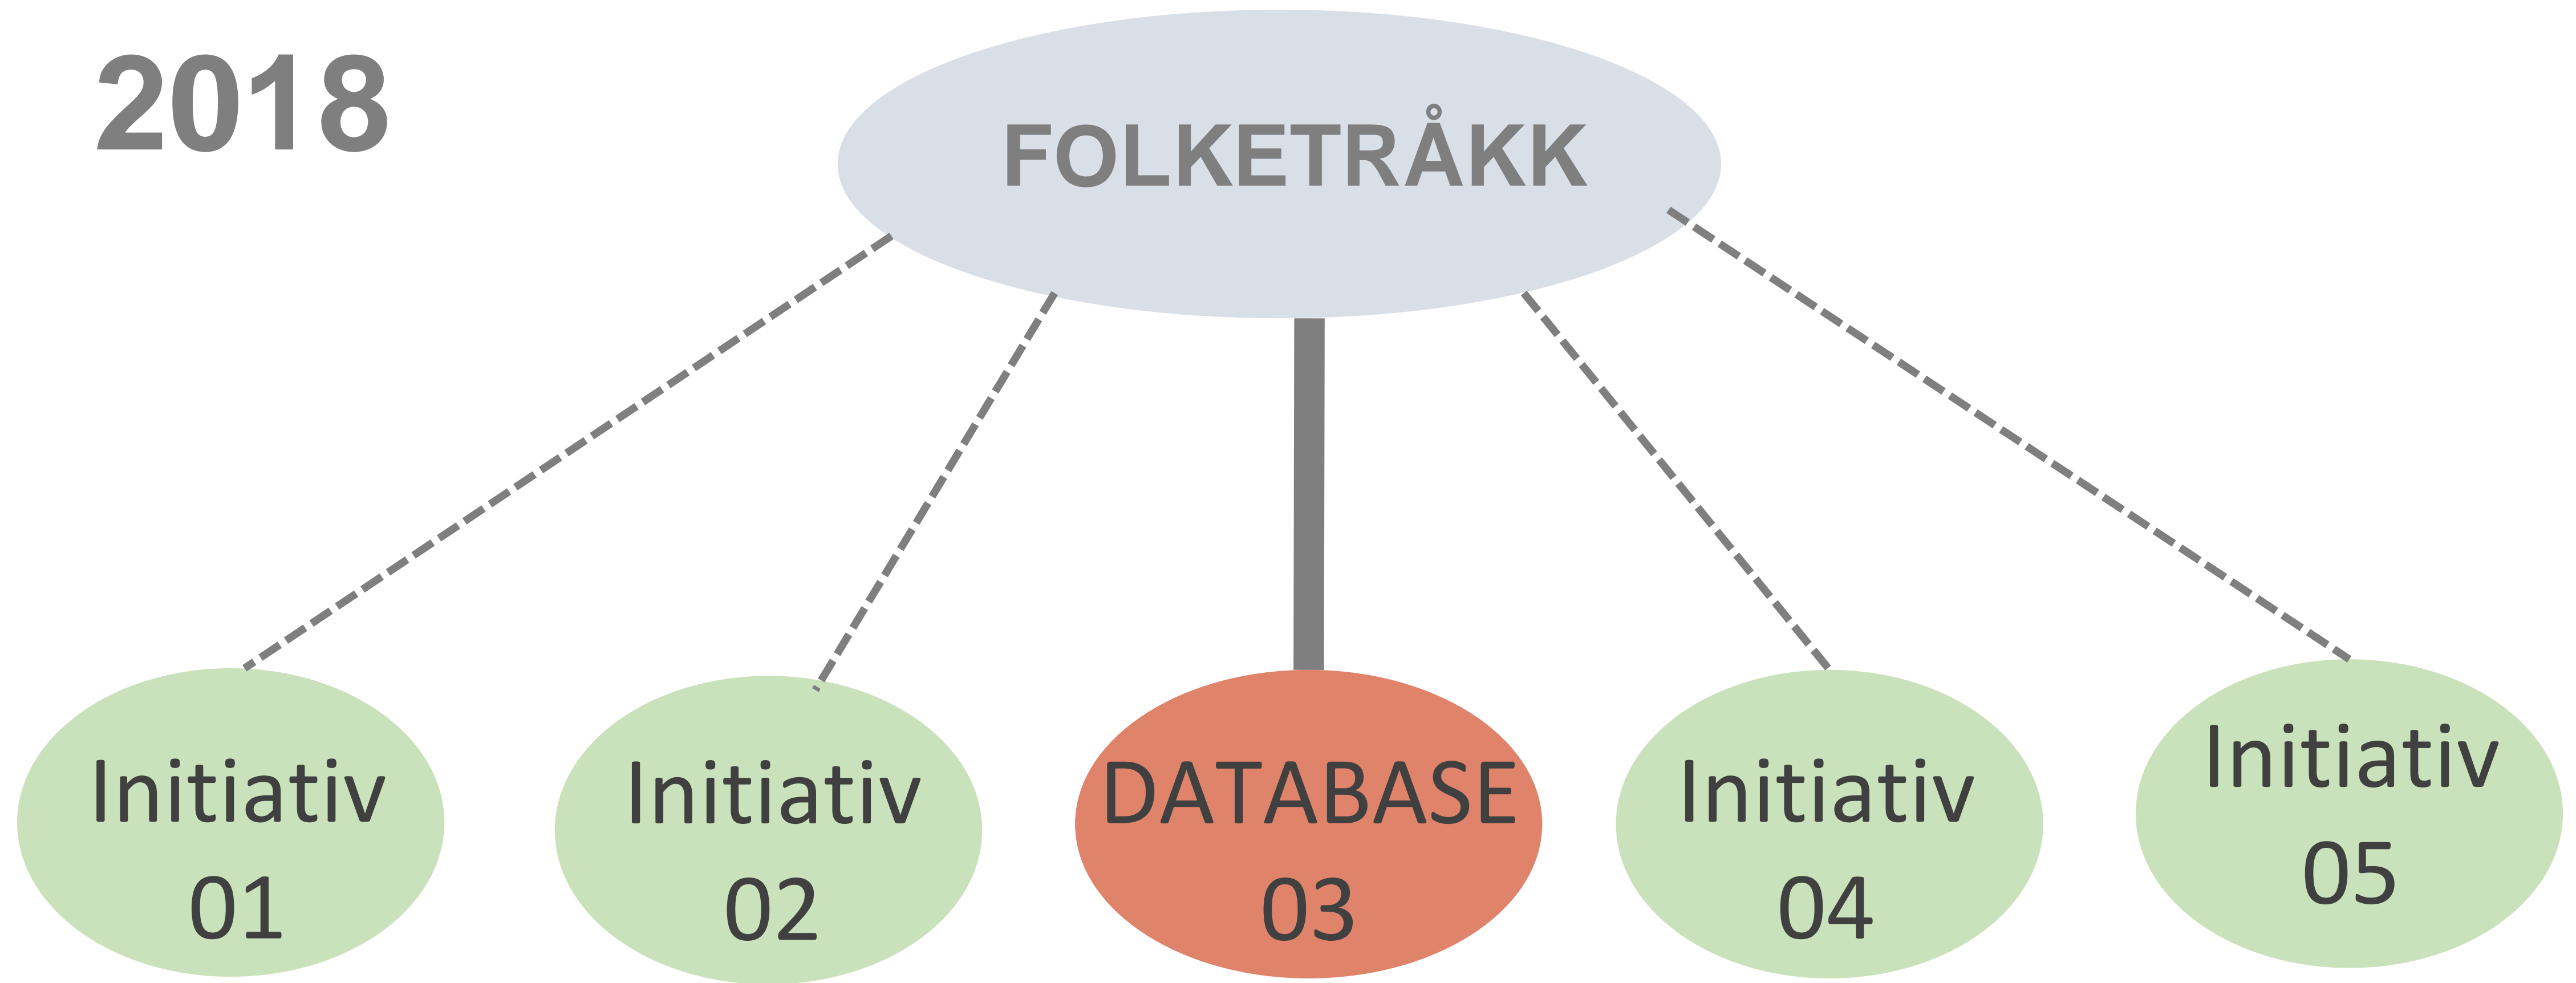 2018
FOLKETRÅKK
Initiativ
01
Initiativ
02
DATABASE
03
Initiativ
04
Initiativ
05